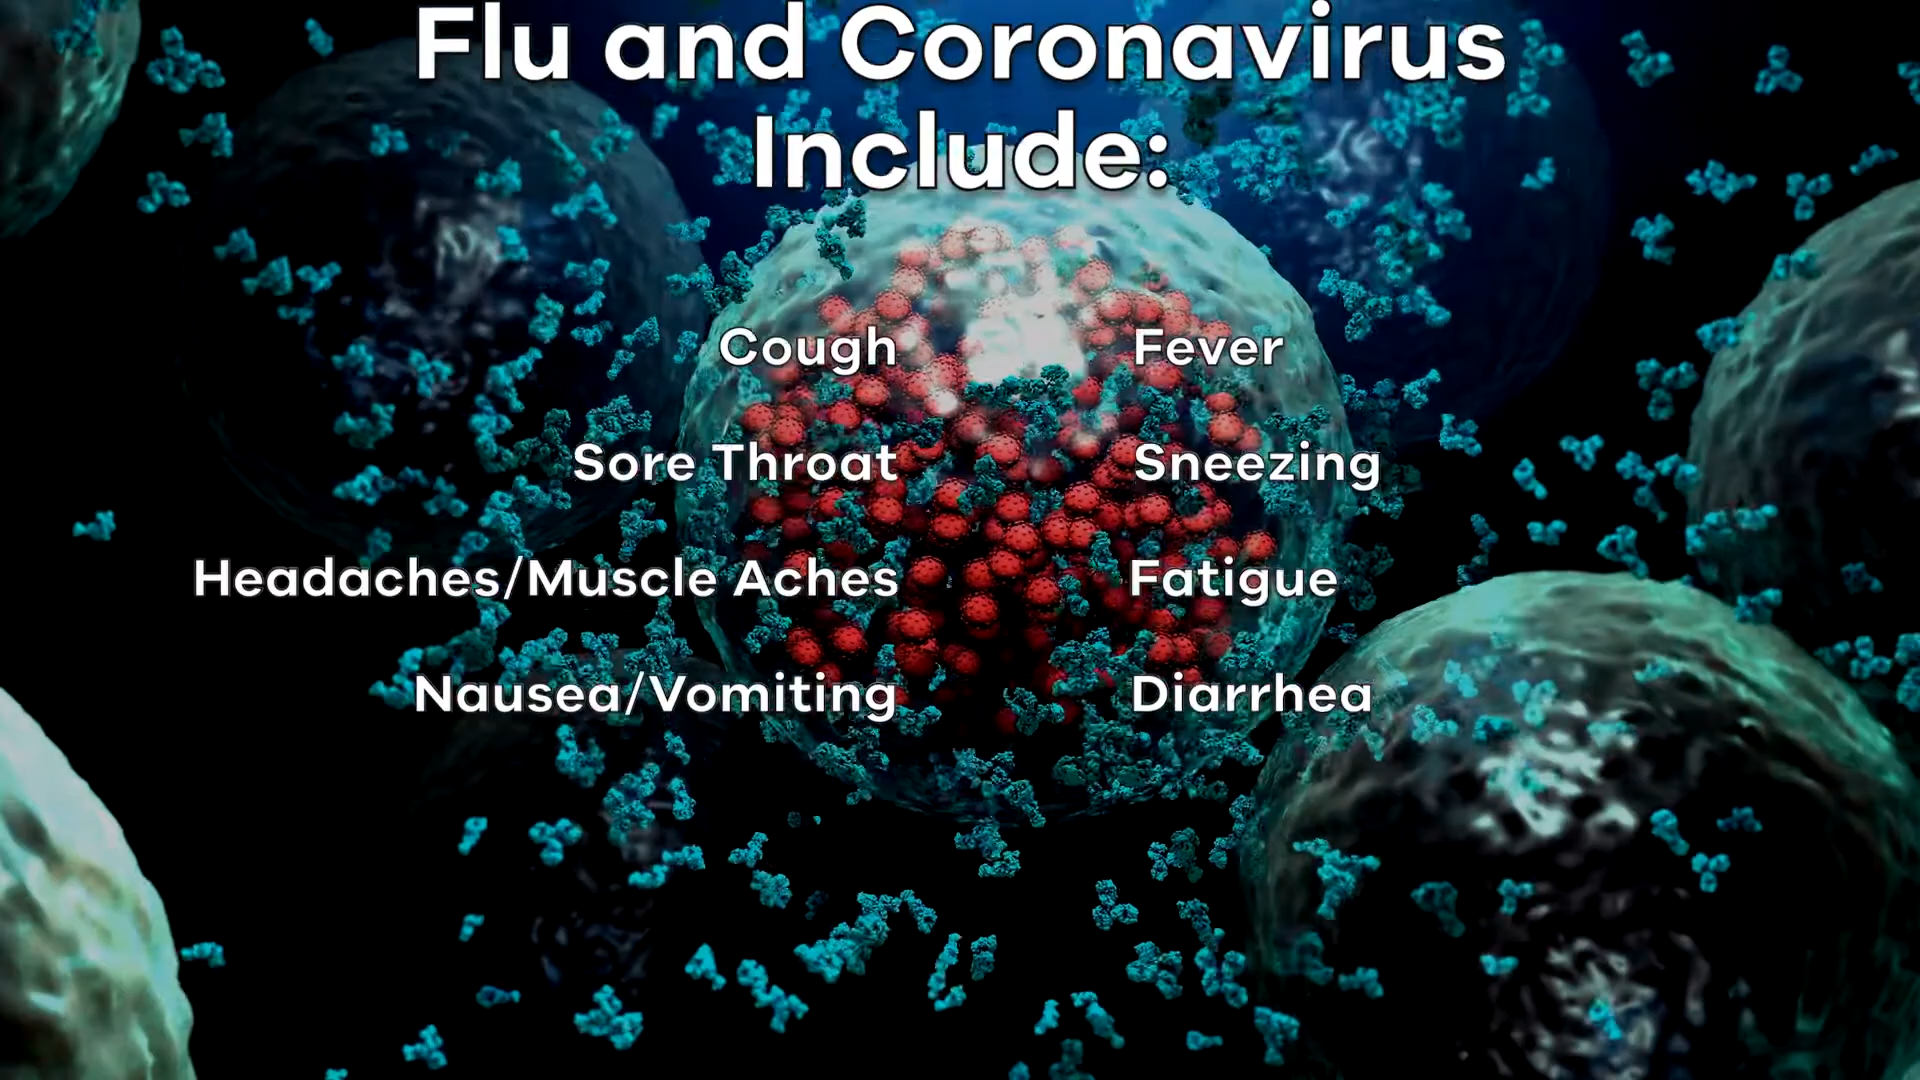 Flu and Coronavirus
Include:
Cough
Fever
Sore Throat
Sneezing
Headaches/Muscle Aches
Fatigue
Nausea/Vomiting
Diarrhea